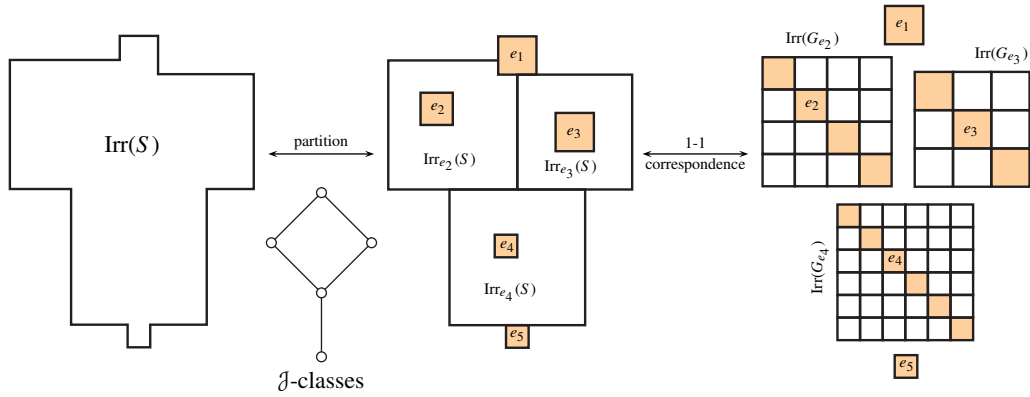 Irr(S)
partition
𝒥-classes
e₁
e₂
Irrₑ₂(S)
e₃
Irrₑ₃(S)
e₄
Irrₑ₄(S)
e₅
1-1
correspondence
e₁
Irr(Gₑ₂)
e₂
Irr(Gₑ₃)
e₃
Irr(Gₑ₄)
e₄
e₅